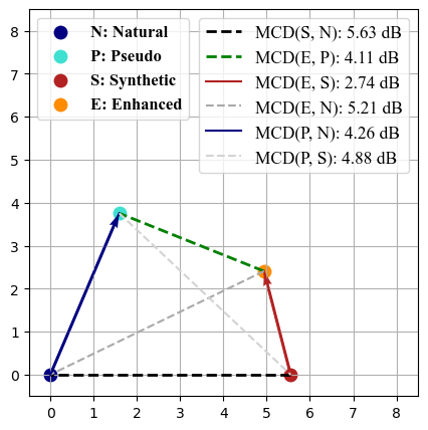 N: Natural
P: Pseudo
S: Synthetic
E: Enhanced
MCD(S, N): 5.63 dB
MCD(E, P): 4.11 dB
MCD(E, S): 2.74 dB
MCD(E, N): 5.21 dB
MCD(P, N): 4.26 dB
MCD(P, S): 4.88 dB
8
7
6
5
4
3
2
1
0
0 1 2 3 4 5 6 7 8